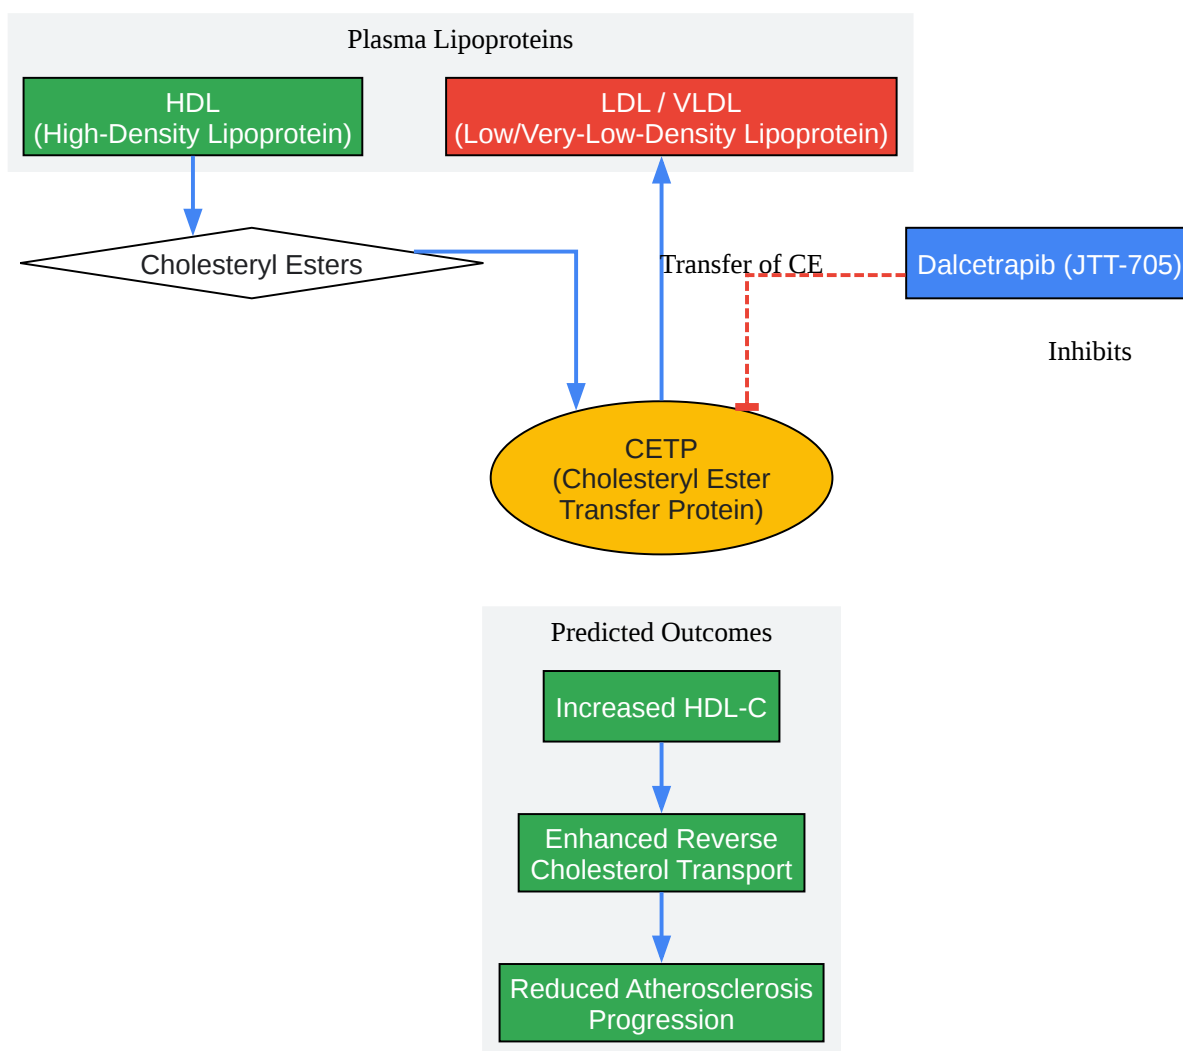 Plasma Lipoproteins
HDL
(High-Density Lipoprotein)
LDL / VLDL
(Low/Very-Low-Density Lipoprotein)
Cholesteryl Esters
Transfer of CE
Dalcetrapib (JTT-705)
Inhibits
CETP
(Cholesteryl Ester
Transfer Protein)
Predicted Outcomes
Increased HDL-C
Enhanced Reverse
Cholesterol Transport
Reduced Atherosclerosis
Progression